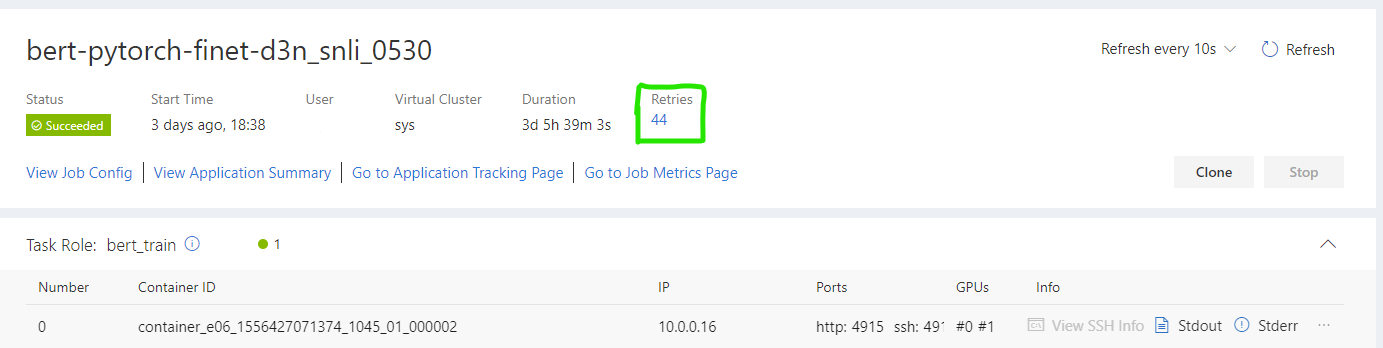 bert-pytorch-finet-d3n_snli_0530
Refresh every 10s Refresh
Status Start Time User Virtual Cluster Duration Retries
Succeeded 3 days ago, 18:38 sys 3d 5h 39m 3s 44
View Job Config View Application Summary Go to Application Tracking Page Go to Job Metrics Page Clone Stop
Task Role: bert_train 1
Number Container ID IP Ports GPUs Info
0 container_e06_1556427071374_1045_01_000002 10.0.0.16 http: 4915 ssh: 491 #0 #1 View SSH Info Stdout Stderr ...